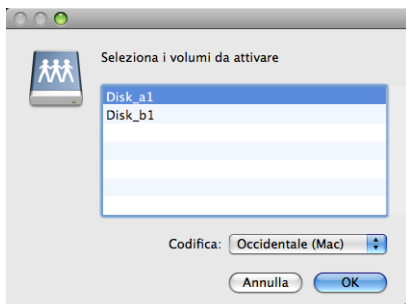 Seleziona i volumi da attivare
Disk_a1
Disk_b1
Codifica: Occidentale (Mac)
Annulla OK